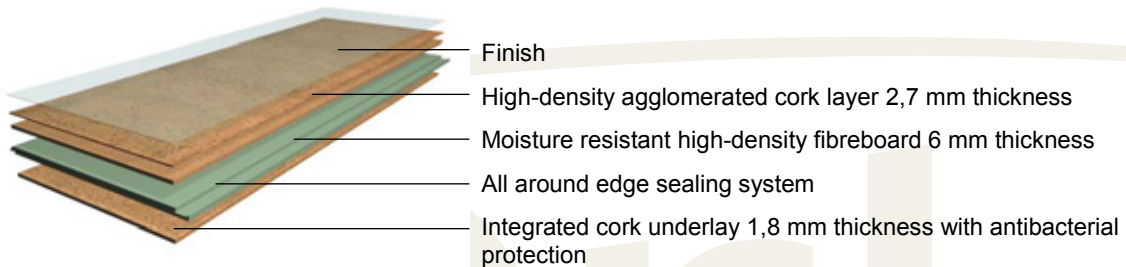 Finish
High-density agglomerated cork layer 2,7 mm thickness
Moisture resistant high-density fibreboard 6 mm thickness
All around edge sealing system
Integrated cork underlay 1,8 mm thickness with antibacterial
protection